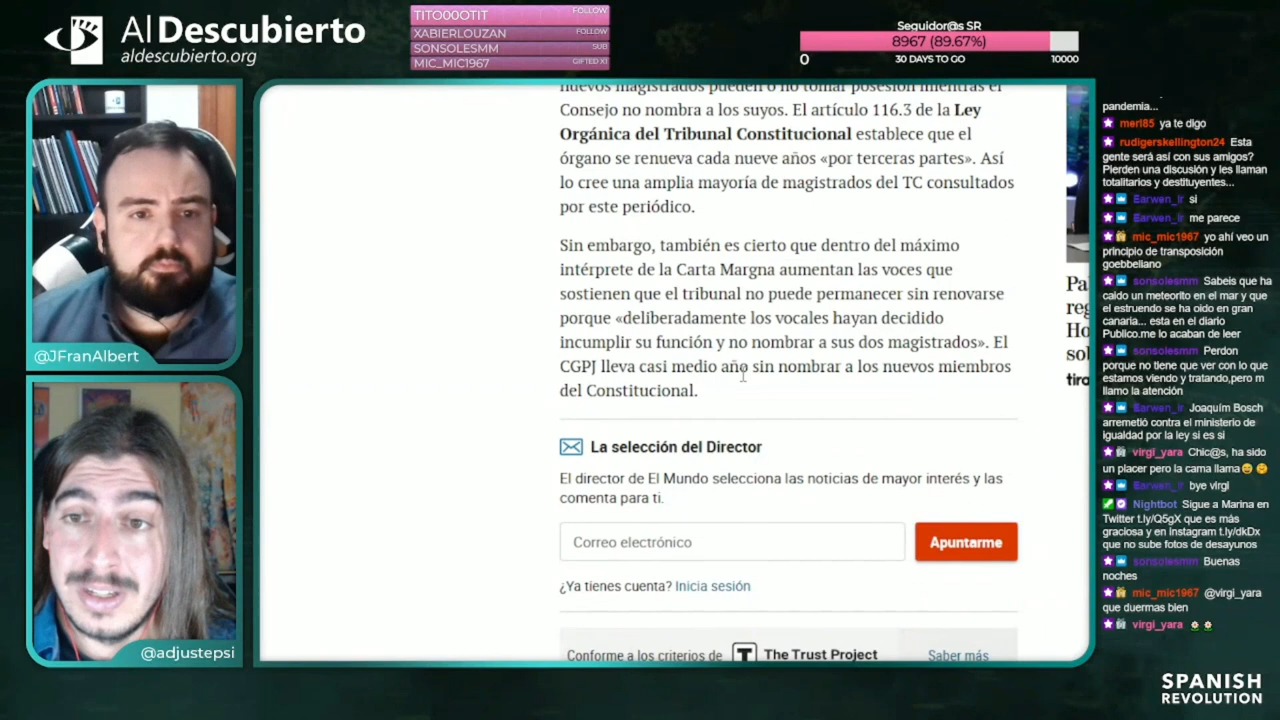 Al Descubierto
aldescubierto.org
TITO00OTIT FOLLOW
XABIERLOUZAN FOLLOW
SONSOLESMM SUB
MIC_MIC1967 GIFTED X1
Seguidor@s SR
8967 (89.67%)
0 30 DAYS TO GO 10000
@JFranAlbert
@adjustepsi
nuevos magistrados pueden o no tomar posesión mientras el
Consejo no nombra a los suyos. El artículo 116.3 de la Ley
Orgánica del Tribunal Constitucional establece que el
órgano se renueva cada nueve años «por terceras partes». Así
lo cree una amplia mayoría de magistrados del TC consultados
por este periódico.
Sin embargo, también es cierto que dentro del máximo
intérprete de la Carta Margna aumentan las voces que
sostienen que el tribunal no puede permanecer sin renovarse
porque «deliberadamente los vocales hayan decidido
incumplir su función y no nombrar a sus dos magistrados». El
CGPJ lleva casi medio año sin nombrar a los nuevos miembros
del Constitucional.
La selección del Director
El director de El Mundo selecciona las noticias de mayor interés y las
comenta para ti.
Correo electrónico
Apuntarme
¿Ya tienes cuenta? Inicia sesión
Conforme a los criterios de
T The Trust Project
Saber más
Pa
reg
Ho
sol
tira
pandemia...
merl85 ya te digo
rudigerskellington24 Esta
gente será así con sus amigos?
Pierden una discusión y les llaman
totalitarios y destituyentes...
Earwen_ir si
Earwen_ir me parece
mic_mic1967 yo ahí veo un
principio de transposición
goebbeliano
sonsolesmm Sabeis que ha
caido un meteorito en el mar y que
el estruendo se ha oido en gran
canaria... esta en el diario
Publico.me lo acaban de leer
sonsolesmm Perdon
porque no tiene que ver con lo que
estamos viendo y tratando,pero m
llamo la atención
Earwen_ir Joaquím Bosch
arremetió contra el ministerio de
igualdad por la ley si es si
virgi_yara Chic@s, ha sido
un placer pero la cama llama
Earwen_ir bye virgi
Nightbot Sigue a Marina en
Twitter t.ly/Q5gX que es más
graciosa y en Instagram t.ly/dkDx
que no sube fotos de desayunos
sonsolesmm Buenas
noches
mic_mic1967 @virgi_yara
que duermas bien
virgi_yara
SPANISH
REVOLUTION